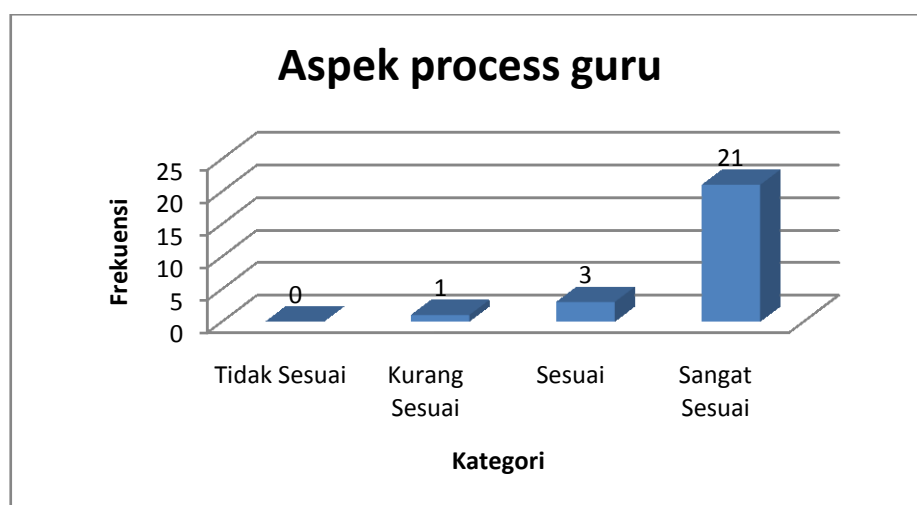 Aspek process guru
Frekuensi
25
20
15
10
5
0
0
1
3
21
Tidak Sesuai
Kurang
Sesuai
Sesuai
Sangat
Sesuai
Kategori